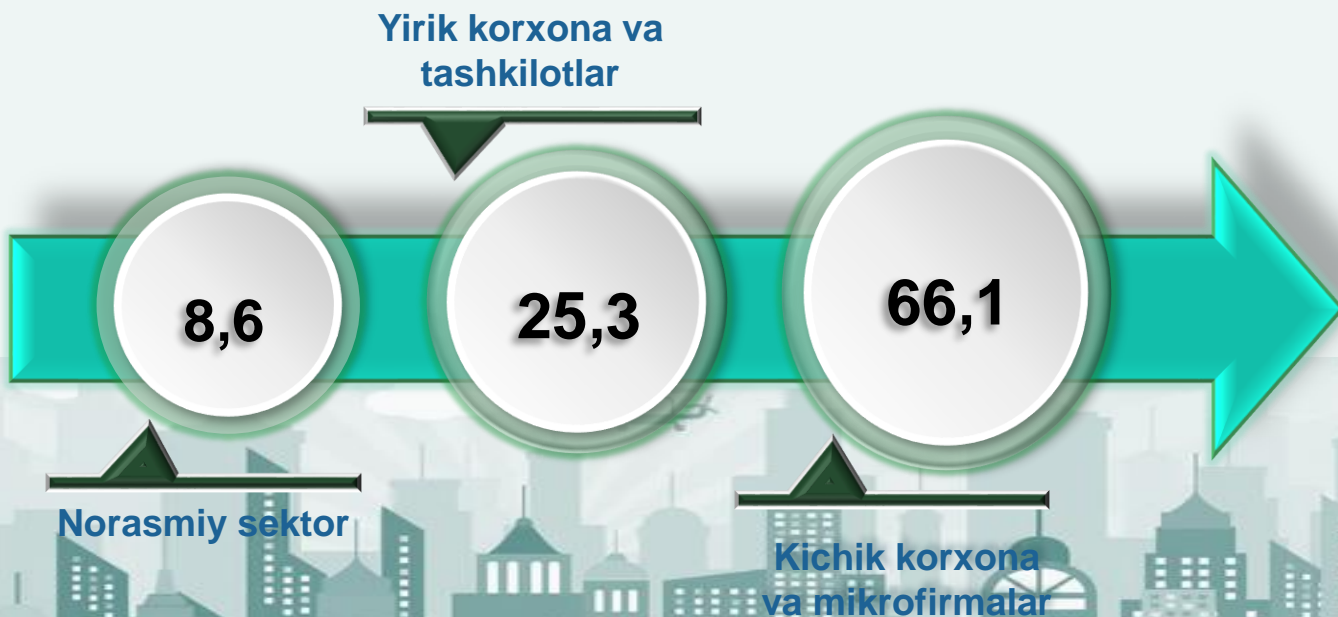 Yirik korxona va
tashkilotlar
8,6
25,3
66,1
Norasmiy sektor
Kichik korxona
va mikrofirmalar